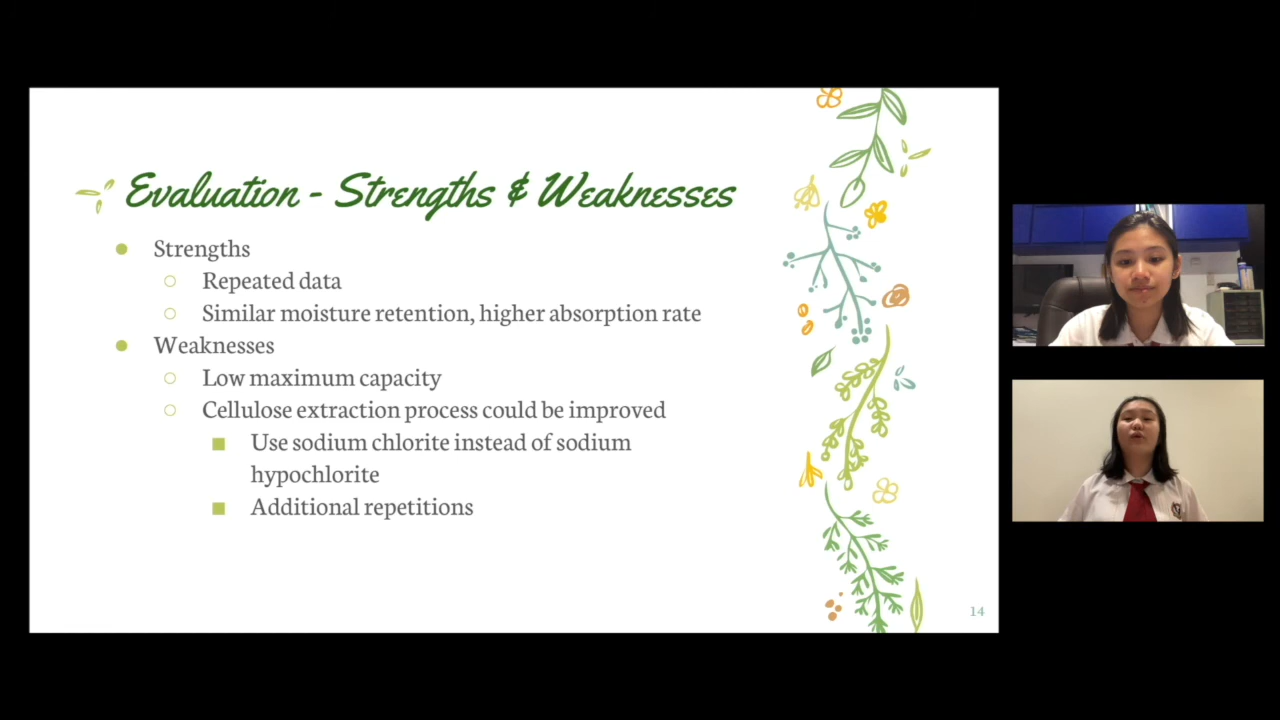 Evaluation - Strengths & Weaknesses
Strengths
Repeated data
Similar moisture retention, higher absorption rate
Weaknesses
Low maximum capacity
Cellulose extraction process could be improved
Use sodium chlorite instead of sodium
hypochlorite
Additional repetitions
14